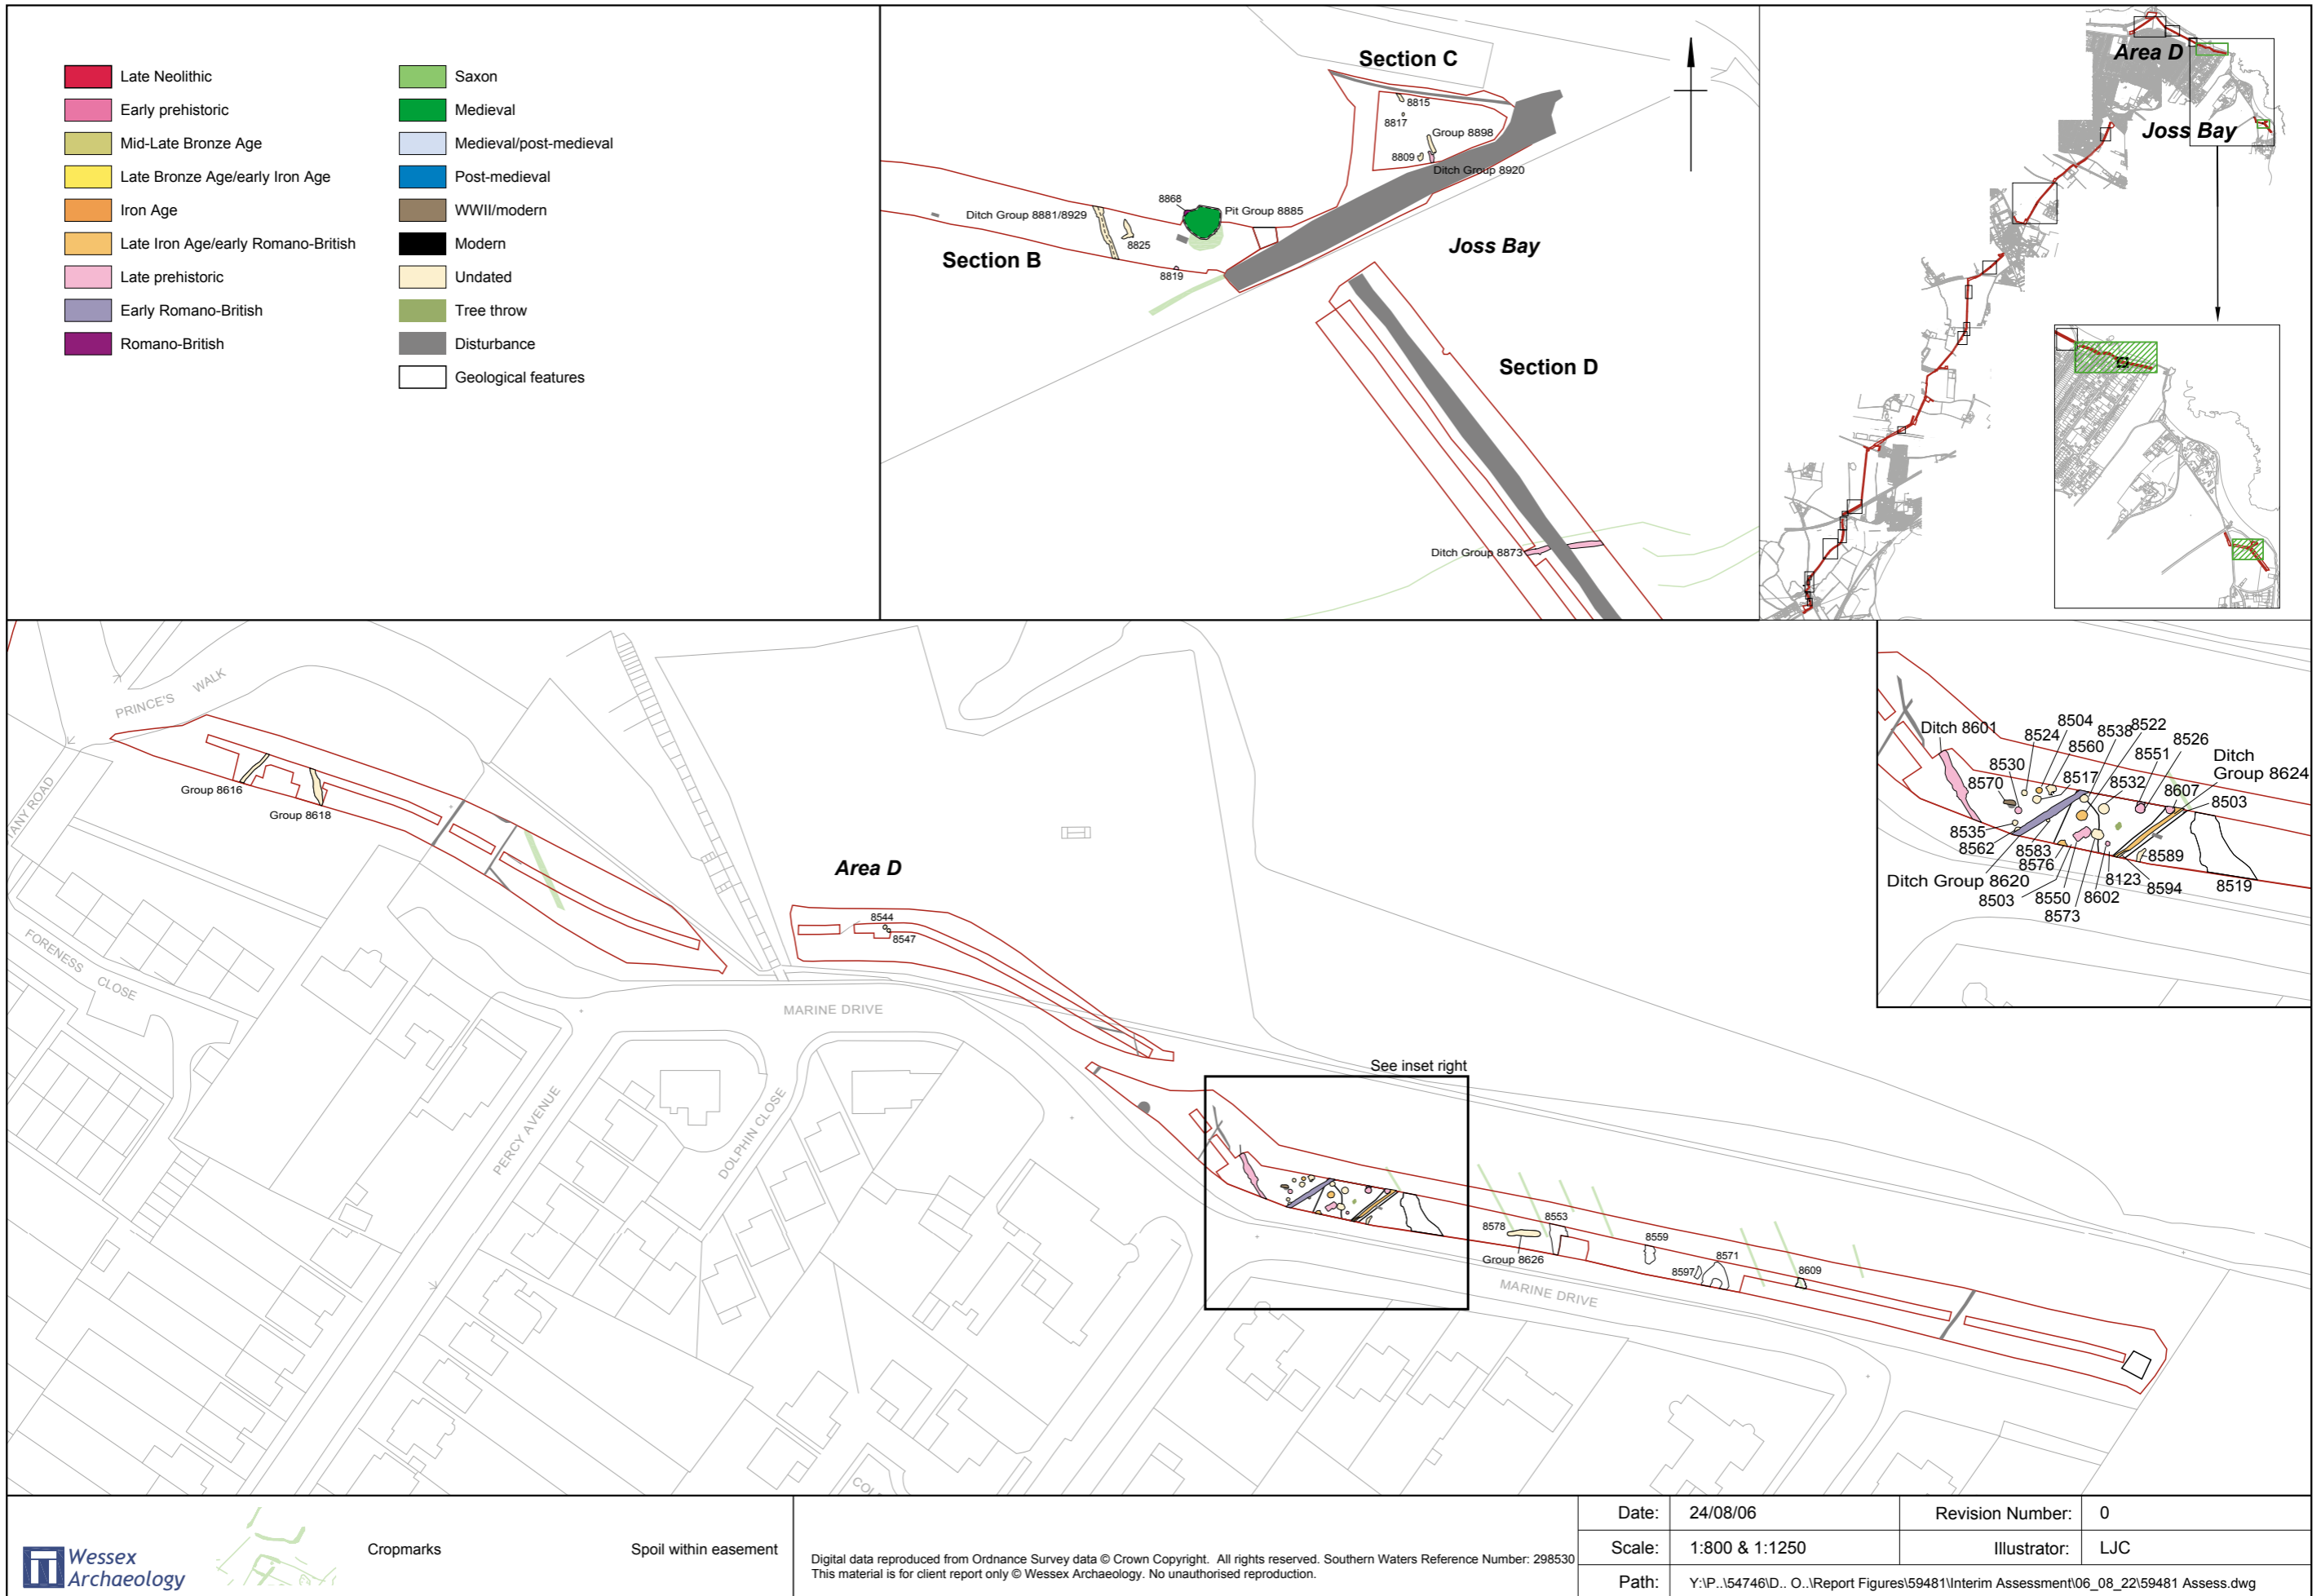 Late Neolithic
Early prehistoric
Mid-Late Bronze Age
Late Bronze Age/early Iron Age
Iron Age
Late Iron Age/early Romano-British
Late prehistoric
Early Romano-British
Romano-British
Saxon
Medieval
Medieval/post-medieval
Post-medieval
WWII/modern
Modern
Undated
Tree throw
Disturbance
Geological features
Section C
8815
8817
Group 8898
8809
Ditch Group 8920
8868
Pit Group 8885
Ditch Group 8881/8929
8825
8819
Section B
Joss Bay
Section D
Ditch Group 8873
Area D
Joss Bay
PRINCE'S WALK
Group 8616
Group 8618
TANY ROAD
FORENESS CLOSE
PERCY AVENUE
DOLPHIN CLOSE
MARINE DRIVE
Area D
8544
8547
See inset right
8578
8553
Group 8626
8559
8597
8571
8609
MARINE DRIVE
COL
Ditch 8601
8504
8524
8538
8522
8560
8526
8551
Ditch
Group 8624
8530
8570
8517
8532
8607
8503
8535
8562
8583
8576
8589
Ditch Group 8620
8123
8594
8519
8503
8550
8602
8573
Wessex
Archaeology
Cropmarks
Spoil within easement
Digital data reproduced from Ordnance Survey data © Crown Copyright. All rights reserved. Southern Waters Reference Number: 298530
This material is for client report only © Wessex Archaeology. No unauthorised reproduction.
Date: 24/08/06 Revision Number: 0
Scale: 1:800 & 1:1250 Illustrator: LJC
Path: Y:\P..\54746\D.. O..\Report Figures\59481\Interim Assessment\06_08_22\59481 Assess.dwg